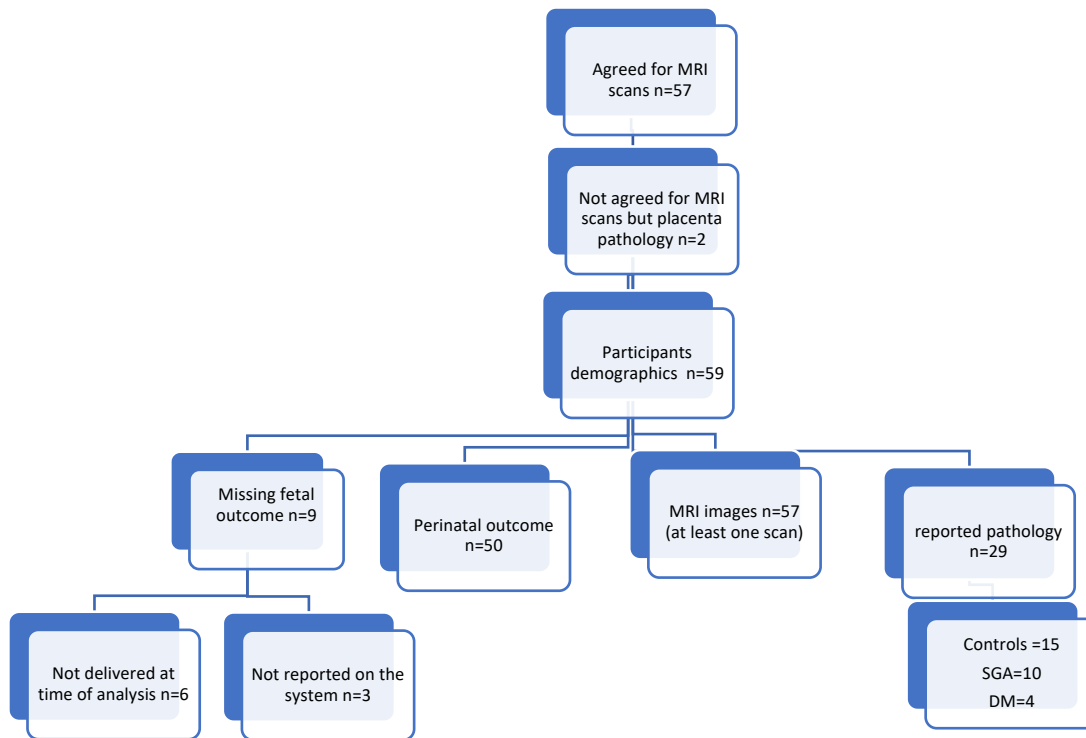 Agreed for MRI
scans n=57
Not agreed for MRI
scans but placenta
pathology n=2
Participants
demographics n=59
Missing fetal
outcome n=9
Perinatal outcome
n=50
MRI images n=57
(at least one scan)
reported pathology
n=29
Not delivered at
time of analysis n=6
Not reported on the
system n=3
Controls =15
SGA=10
DM=4